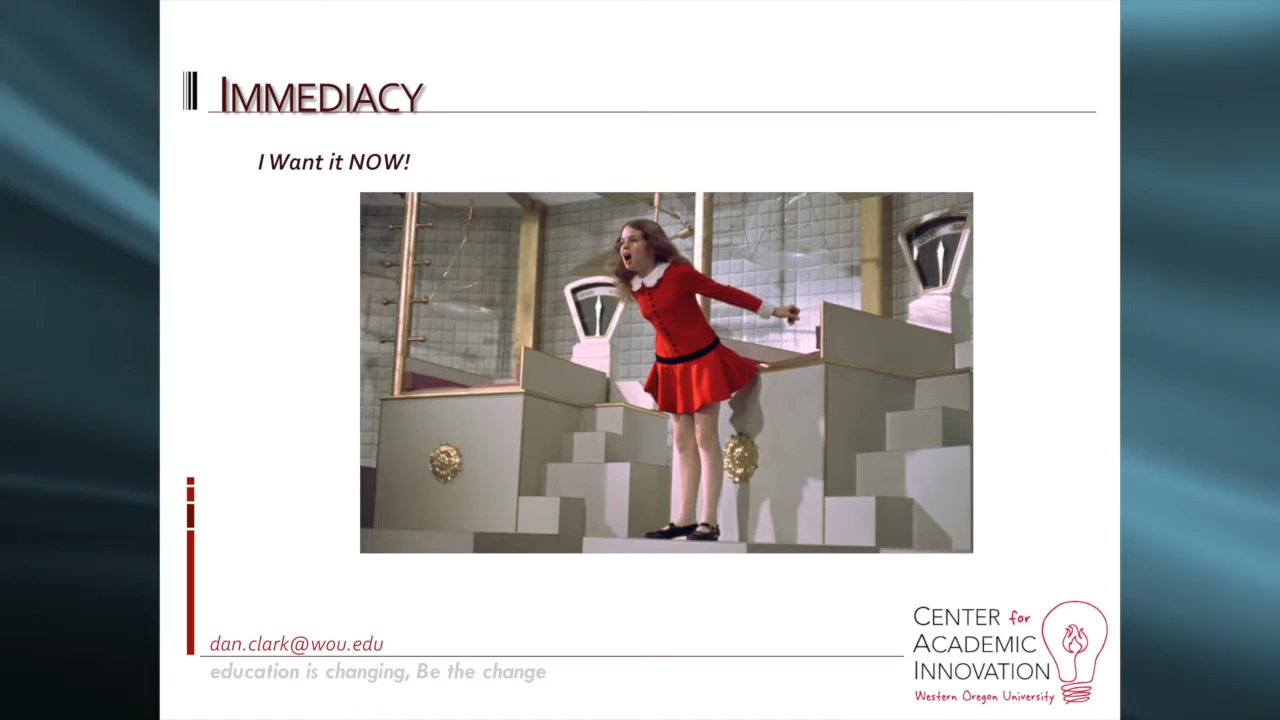 IMMEDIACY
I Want it NOW!
dan.clark@wou.edu
education is changing, Be the change
CENTER for
ACADEMIC
INNOVATION
Western Oregon University